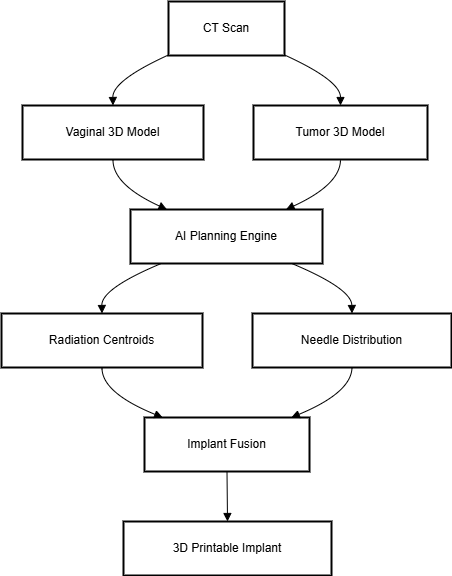 CT Scan
Vaginal 3D Model
Tumor 3D Model
AI Planning Engine
Radiation Centroids
Needle Distribution
Implant Fusion
3D Printable Implant